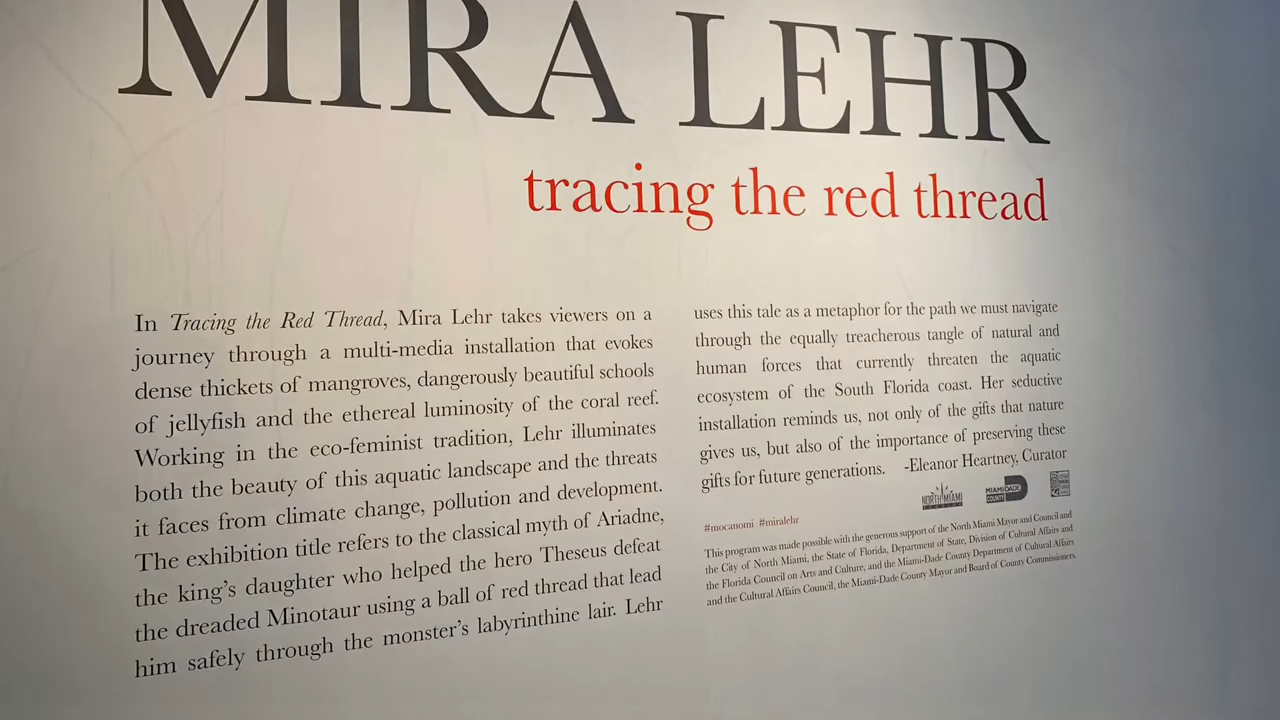 MIRA LEHR
tracing the red thread
In Tracing the Red Thread, Mira Lehr takes viewers on a
journey through a multi-media installation that evokes
dense thickets of mangroves, dangerously beautiful schools
of jellyfish and the ethereal luminosity of the coral reef.
Working in the eco-feminist tradition, Lehr illuminates
both the beauty of this aquatic landscape and the threats
it faces from climate change, pollution and development.
The exhibition title refers to the classical myth of Ariadne,
the king's daughter who helped the hero Theseus defeat
the dreaded Minotaur using a ball of red thread that lead
him safely through the monster's labyrinthine lair. Lehr
uses this tale as a metaphor for the path we must navigate
through the equally treacherous tangle of natural and
human forces that currently threaten the aquatic
ecosystem of the South Florida coast. Her seductive
installation reminds us, not only of the gifts that nature
gives us, but also of the importance of preserving these
gifts for future generations. -Eleanor Heartney, Curator
NORTH MIAMI
MIAMI-DADE
COUNTY
#mocanomi #miralehr
This program was made possible with the generous support of the North Miami Mayor and Council and
the City of North Miami, the State of Florida, Department of State, Division of Cultural Affairs and
the Florida Council on Arts and Culture, and the Miami-Dade County Department of Cultural Affairs
and the Cultural Affairs Council, the Miami-Dade County Mayor and Board of County Commissioners.